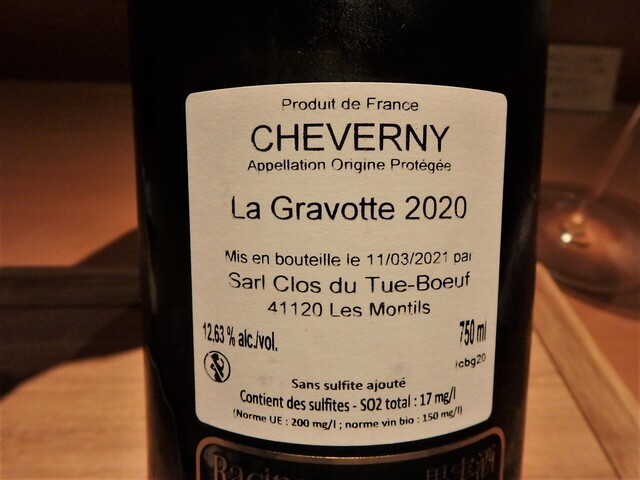 Produit de France
CHEVERNY
Appellation Origine Protégée
La Gravotte 2020
Mis en bouteille le 11/03/2021 par
Sarl Clos du Tue-Boeuf
41120 Les Montils
12,63 % alc./vol.
750 ml
lcbg20
Sans sulfite ajouté
Contient des sulfites - SO2 total : 17 mg/l
(Norme UE : 200 mg/l ; norme vin bio : 150 mg/l)